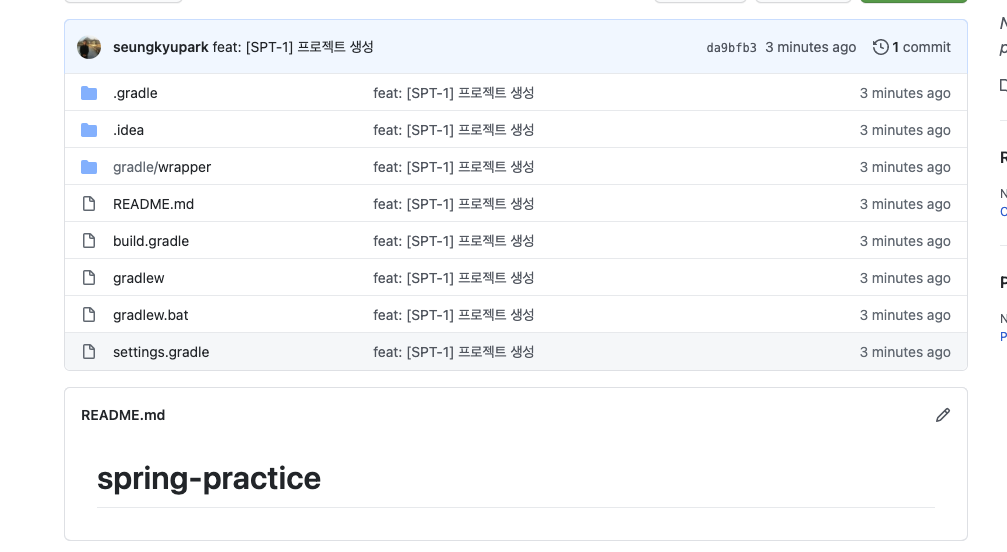 seungkyupark feat: [SPT-1] 프로젝트 생성 da9bfb3 3 minutes ago 1 commit
.gradle feat: [SPT-1] 프로젝트 생성 3 minutes ago
.idea feat: [SPT-1] 프로젝트 생성 3 minutes ago
gradle/wrapper feat: [SPT-1] 프로젝트 생성 3 minutes ago
README.md feat: [SPT-1] 프로젝트 생성 3 minutes ago
build.gradle feat: [SPT-1] 프로젝트 생성 3 minutes ago
gradlew feat: [SPT-1] 프로젝트 생성 3 minutes ago
gradlew.bat feat: [SPT-1] 프로젝트 생성 3 minutes ago
settings.gradle feat: [SPT-1] 프로젝트 생성 3 minutes ago
README.md
spring-practice